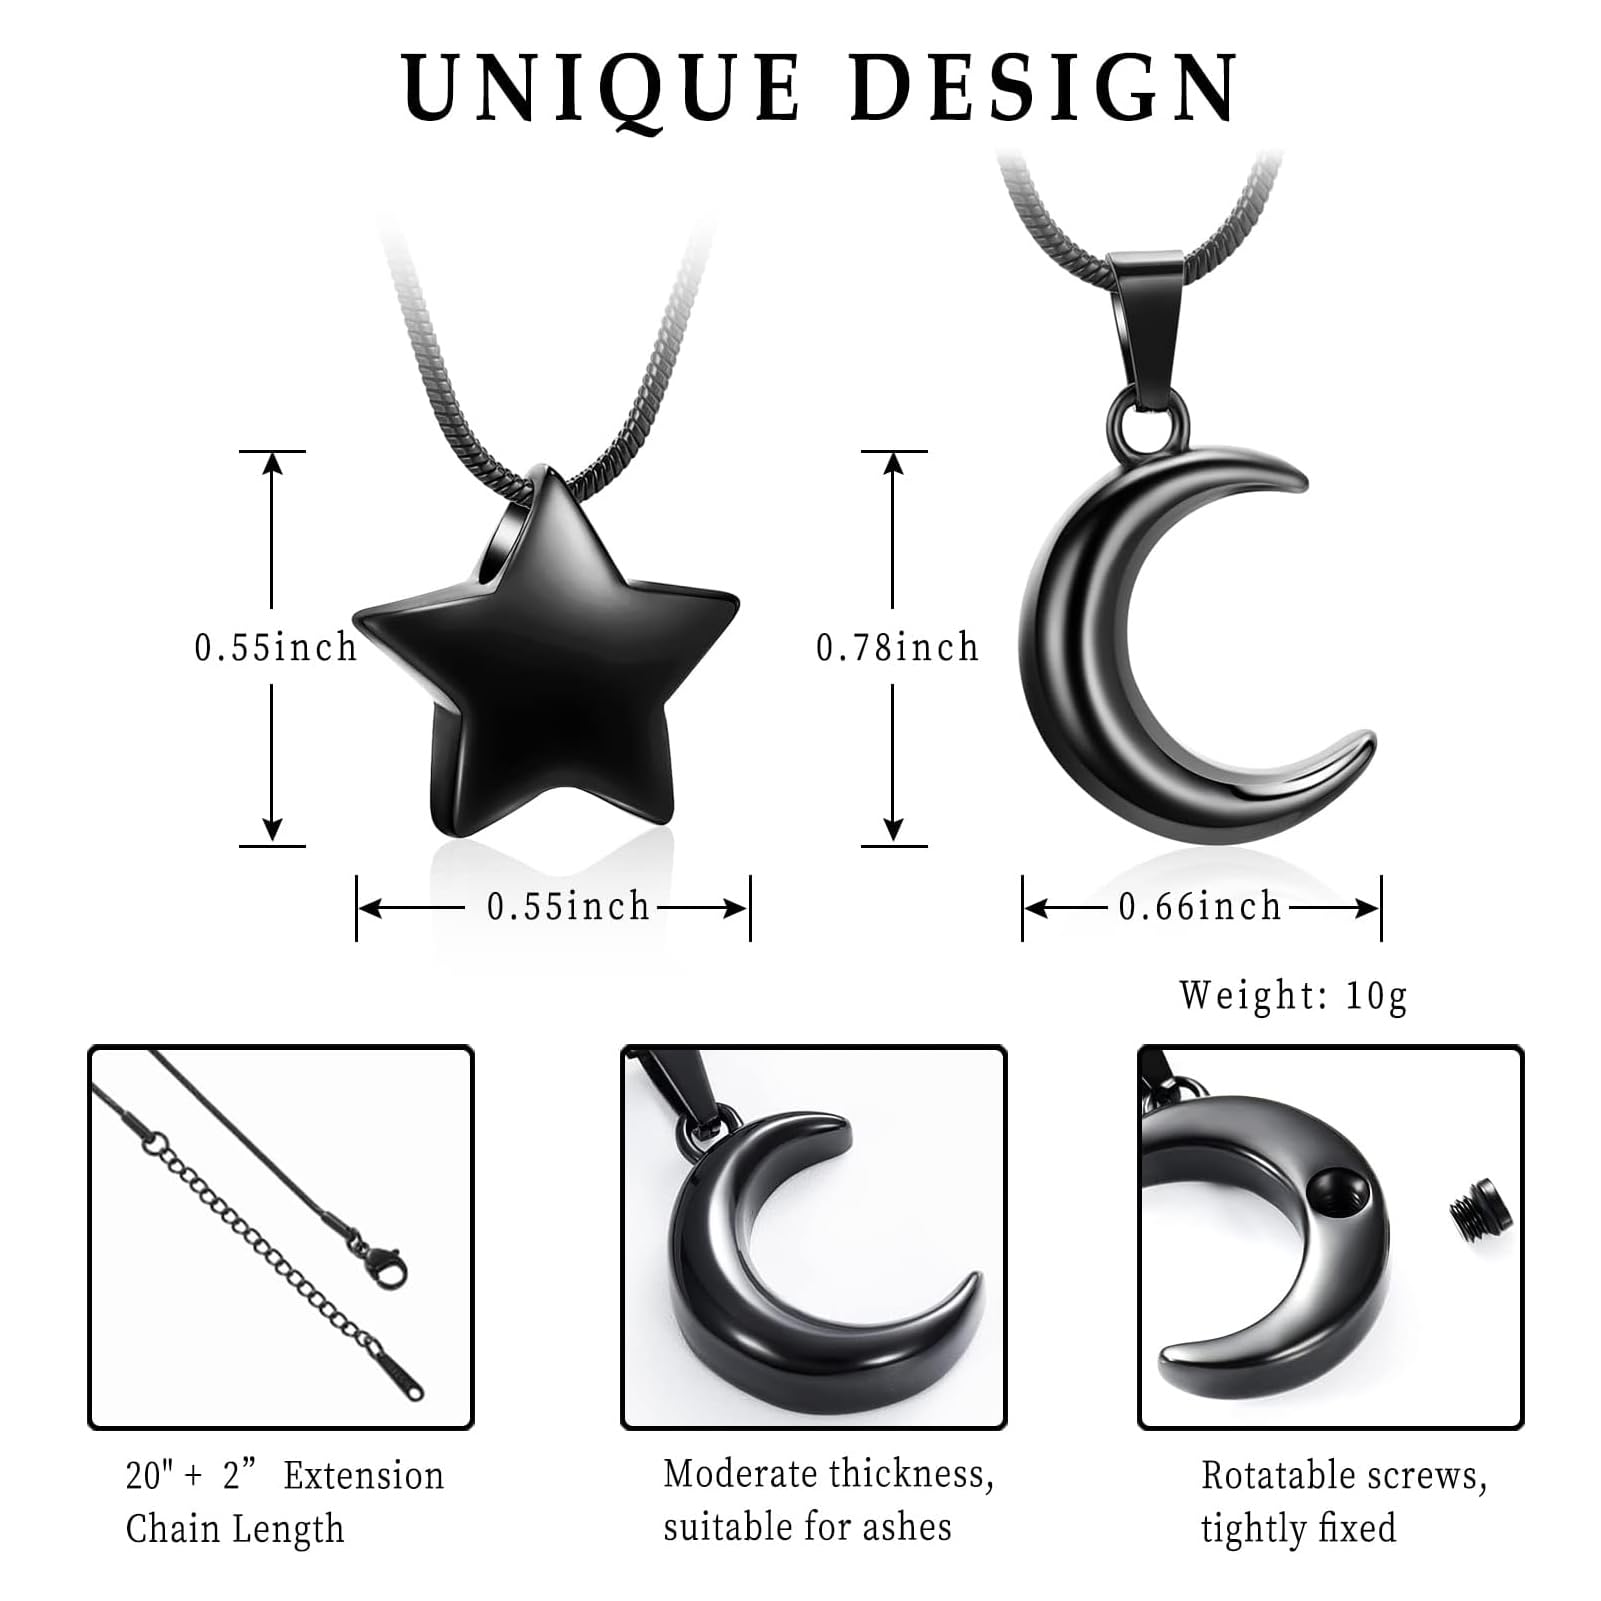 UNIQUE DESIGN
0.55inch
0.78inch
0.55inch
0.66inch
Weight: 10g
20" + 2” Extension
Chain Length
Moderate thickness,
suitable for ashes
Rotatable screws,
tightly fixed